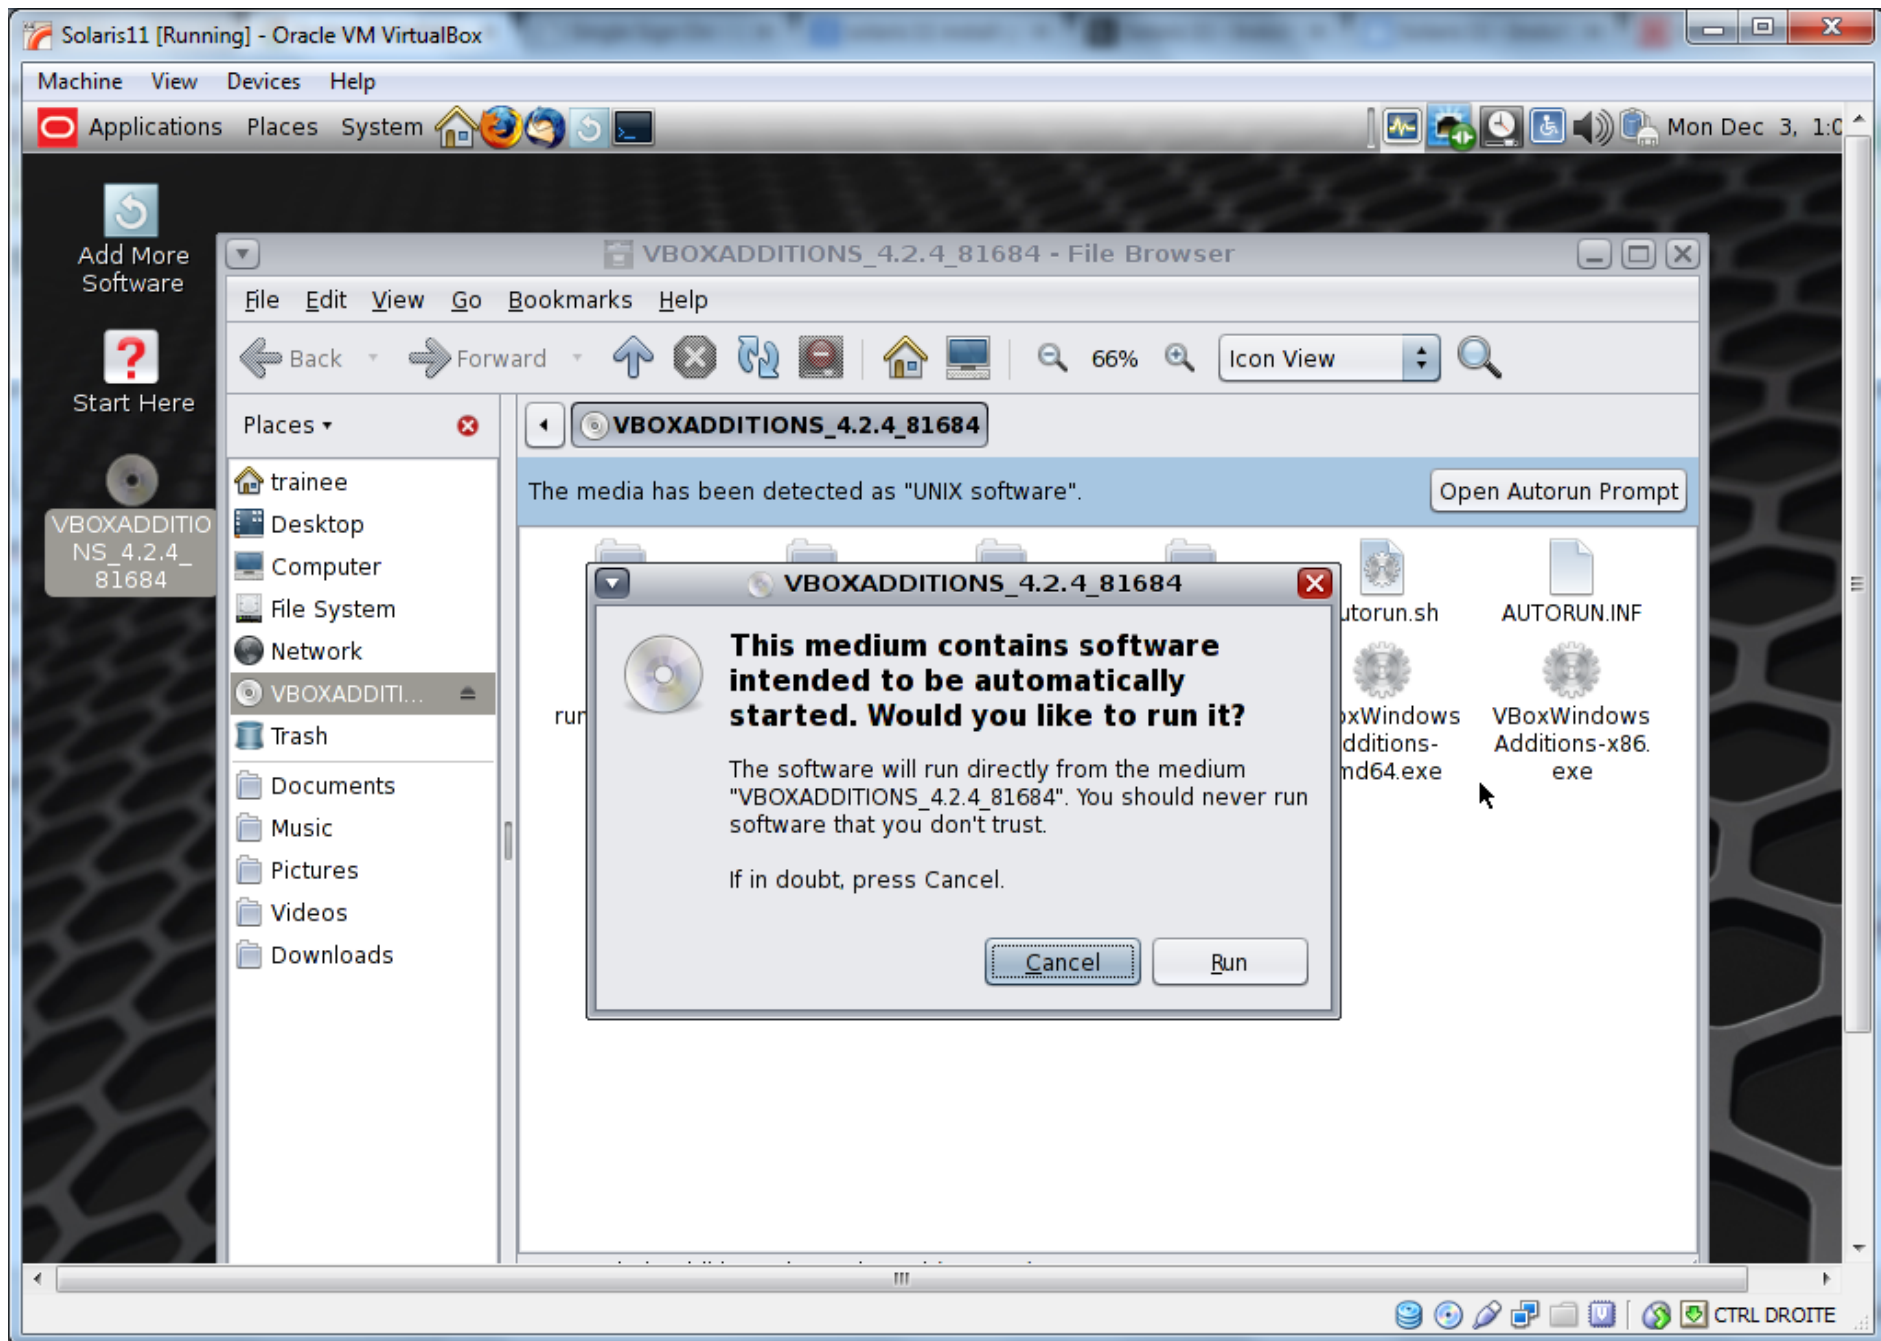 Solaris11 [Running] - Oracle VM VirtualBox
Machine View Devices Help
Applications Places System
Mon Dec 3, 1:0
Add More
Software
Start Here
VBOXADDITIO
NS_4.2.4_
81684
VBOXADDITIONS_4.2.4_81684 - File Browser
File Edit View Go Bookmarks Help
Back Forward 66% Icon View
Places
VBOXADDITIONS_4.2.4_81684
trainee
Desktop
Computer
File System
Network
VBOXADDITI...
Trash
Documents
Music
Pictures
Videos
Downloads
The media has been detected as "UNIX software".
Open Autorun Prompt
utorun.sh
AUTORUN.INF
run
oxWindows
dditions-
md64.exe
VBoxWindows
Additions-x86.
exe
VBOXADDITIONS_4.2.4_81684
This medium contains software
intended to be automatically
started. Would you like to run it?
The software will run directly from the medium
"VBOXADDITIONS_4.2.4_81684". You should never run
software that you don't trust.
If in doubt, press Cancel.
Cancel Run
CTRL DROITE